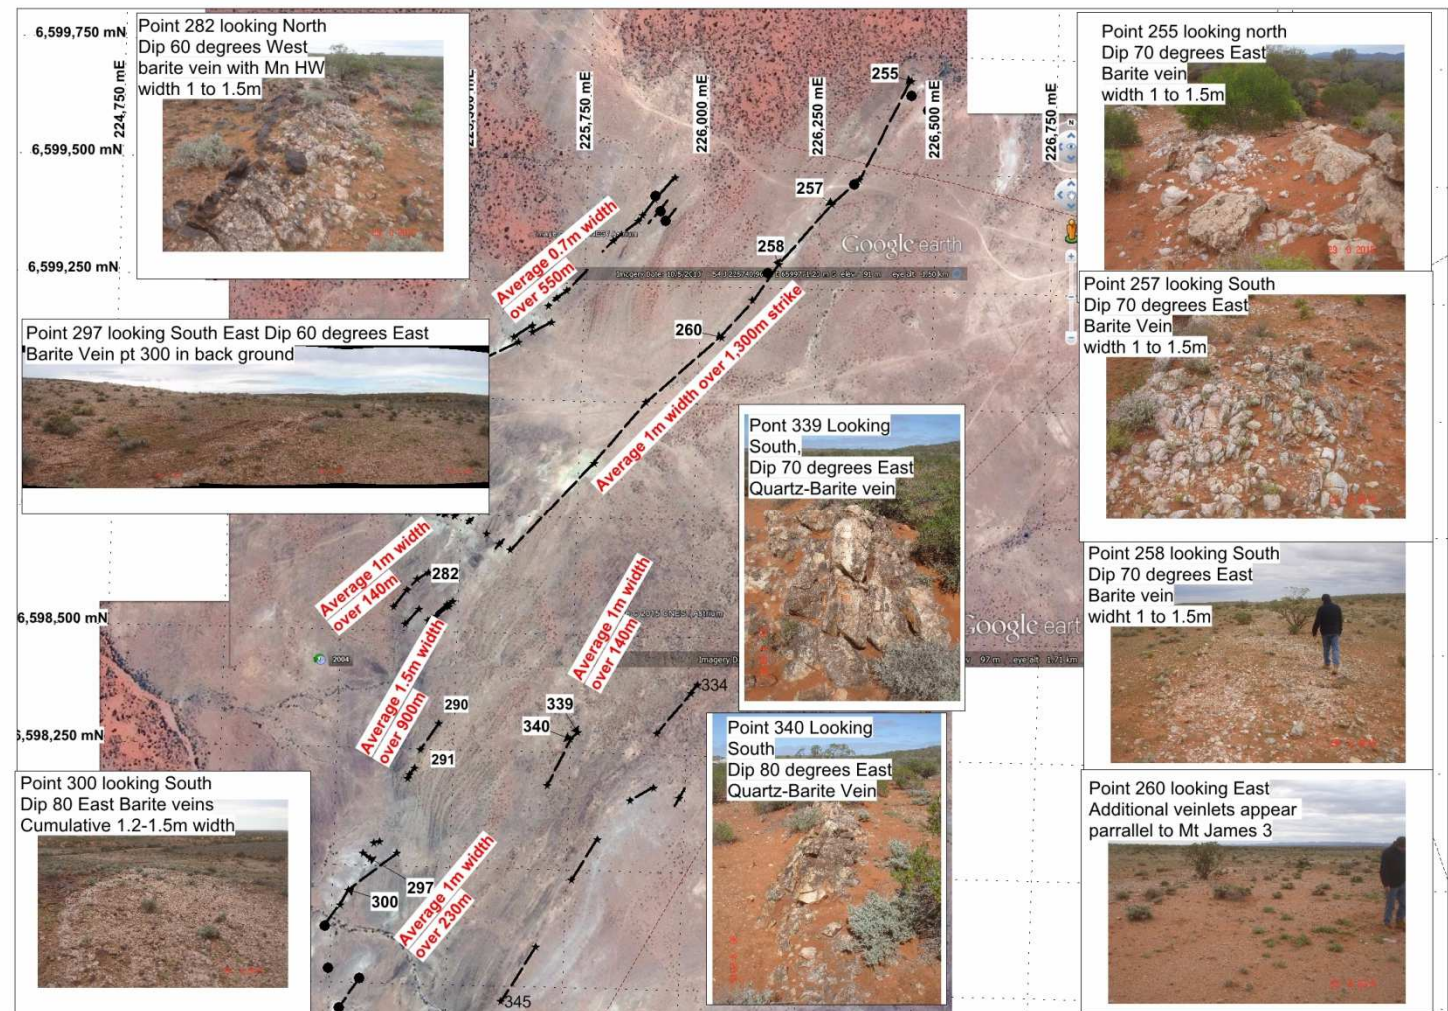 6,599,750 mN
6,599,500 mN
6,599,250 mN
6,598,500 mN
6,598,250 mN
224,750 mE
225,750 mE
226,000 mE
226,250 mE
226,500 mE
226,750 mE
Point 282 looking North
Dip 60 degrees West
barite vein with Mn HW
width 1 to 1.5m
Point 297 looking South East Dip 60 degrees East
Barite Vein pt 300 in back ground
Point 300 looking South
Dip 80 East Barite veins
Cumulative 1.2-1.5m width
Average 0.7m width
over 550m
Average 1m width over 1,300m strike
Average 1m width
over 140m
Average 1.5m width
over 900m
Average 1m width
over 140m
Average 1m width
over 230m
255
257
258
260
282
290
291
339
340
334
297
300
345
Google earth
Google eart
2004
Pont 339 Looking
South,
Dip 70 degrees East
Quartz-Barite vein
Point 340 Looking
South
Dip 80 degrees East
Quartz-Barite Vein
Point 255 looking north
Dip 70 degrees East
Barite vein
width 1 to 1.5m
Point 257 looking South
Dip 70 degrees East
Barite Vein
width 1 to 1.5m
Point 258 looking South
Dip 70 degrees East
Barite vein
widht 1 to 1.5m
Point 260 looking East
Additional veinlets appear
parrallel to Mt James 3
N
97 m eye alt 1.71 km